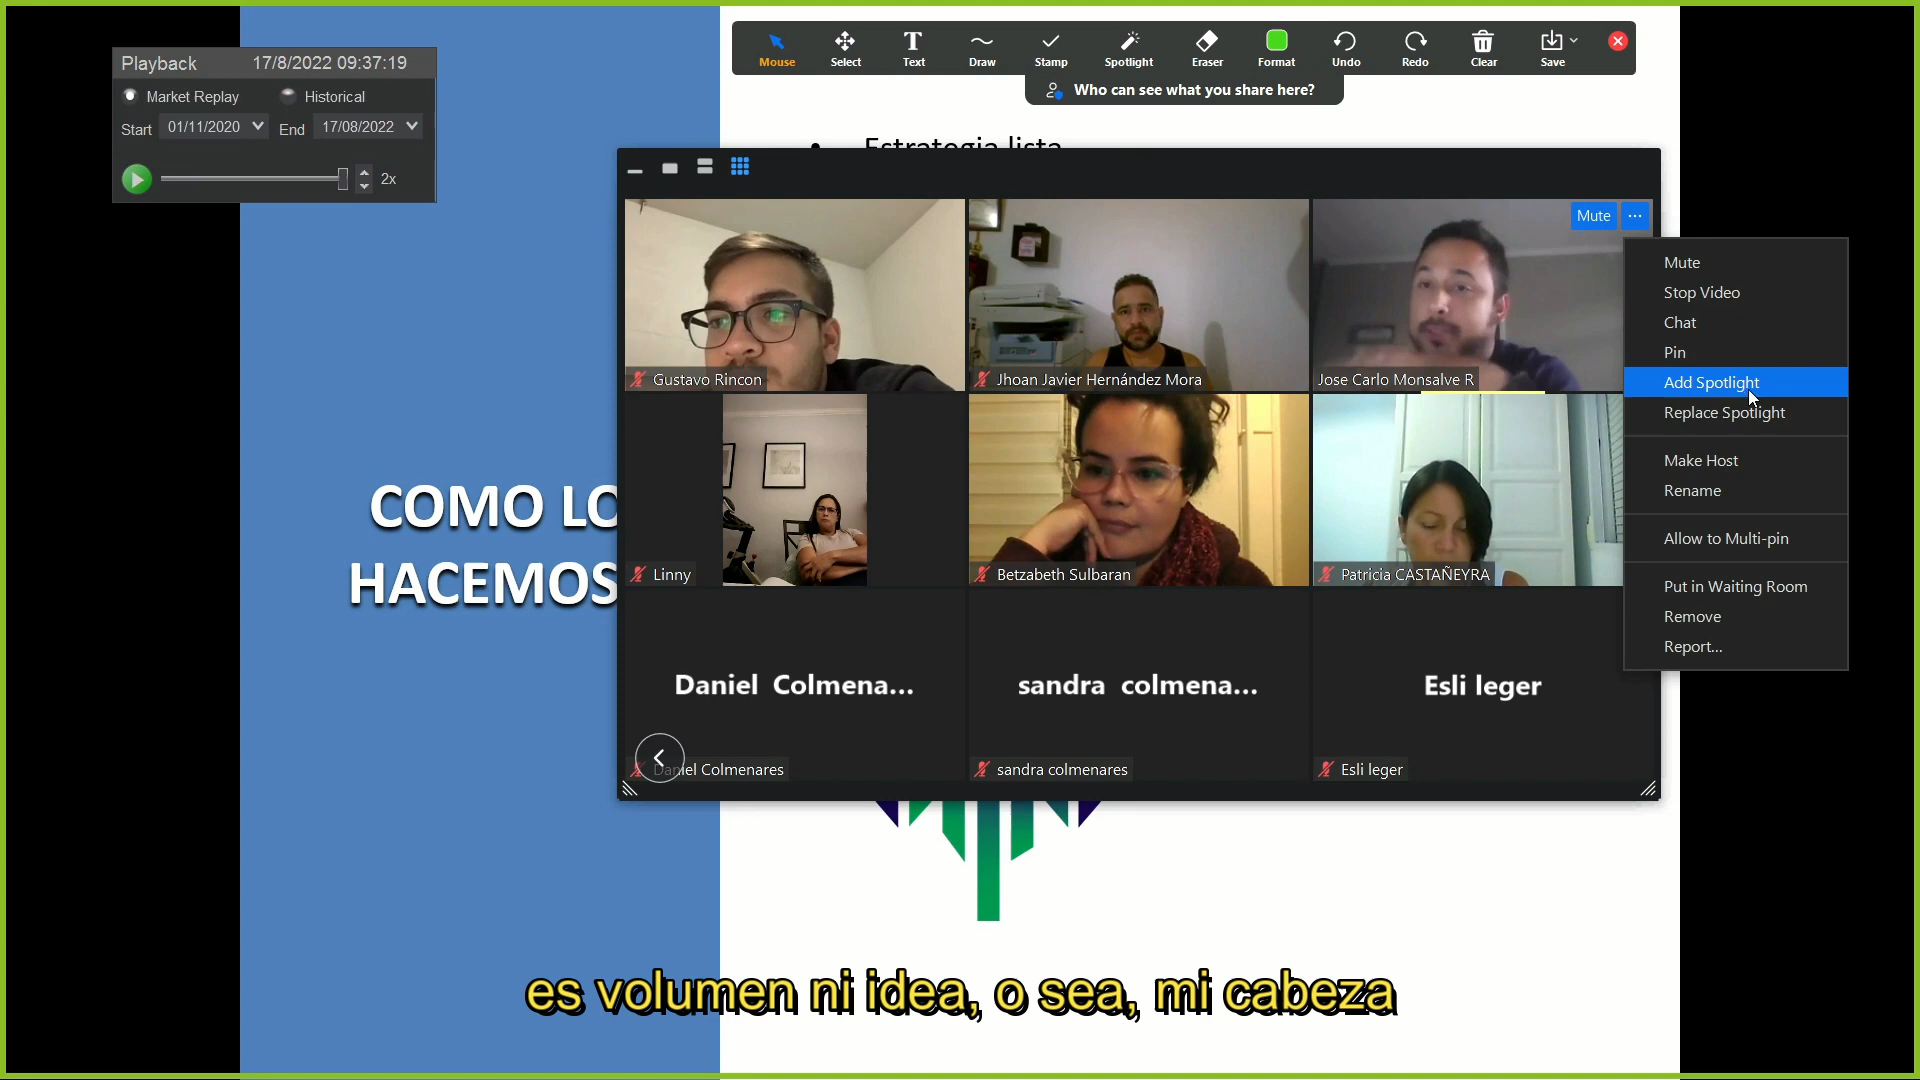 Mouse Select Text Draw Stamp Spotlight Eraser Format Undo Redo Clear Save
Who can see what you share here?
Playback 17/8/2022 09:37:19
Market Replay Historical
Start 01/11/2020 End 17/08/2022
2x
Estrategia lista
Mute ...
Gustavo Rincon
Jhoan Javier Hernández Mora
Jose Carlo Monsalve R
Mute
Stop Video
Chat
Pin
Add Spotlight
Replace Spotlight
Make Host
Rename
Allow to Multi-pin
Put in Waiting Room
Remove
Report...
COMO LO
HACEMOS
Linny
Betzabeth Sulbaran
Patricia CASTAÑEYRA
Daniel Colmena...
sandra colmena...
Esli leger
Daniel Colmenares
sandra colmenares
Esli leger
es volumen ni idea, o sea, mi cabeza